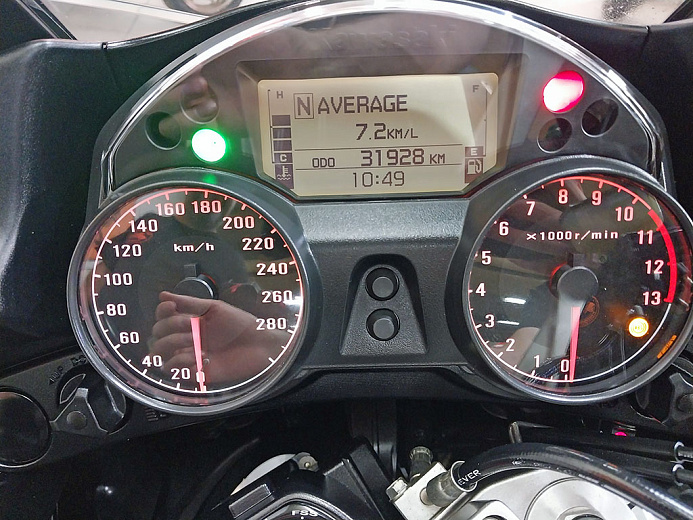 H
F
N AVERAGE
7.2KM/L
C
E
ODO 31928 KM
10:49
160 180
140 200
120 220
km/h
100 240
80 260
60 280
40
20
0
8 9
7 10
6 11
×1000r/min
5 12
4 13
3
2
1
0
EVER
FSS